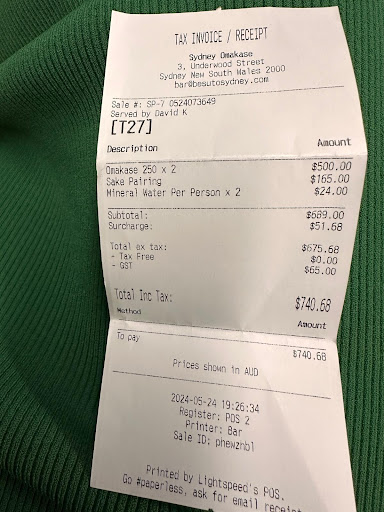 TAX INVOICE / RECEIPT
Sydney Omakase
3, Underwood Street
Sydney New South Wales 2000
bar@besutosydney.com
Sale #: SP-7 0524073649
Served by David K
[T27]
Description Amount
Omakase 250 x 2 $500.00
Sake Pairing $165.00
Mineral Water Per Person x 2 $24.00
Subtotal: $689.00
Surcharge: $51.68
Total ex tax: $675.68
- Tax Free $0.00
- GST $65.00
Total Inc Tax: $740.68
Method Amount
To pay $740.68
Prices shown in AUD
2024-05-24 19:26:34
Register: POS 2
Printer: Bar
Sale ID: phewznbl
Printed by Lightspeed's POS.
Go #paperless, ask for email receipt